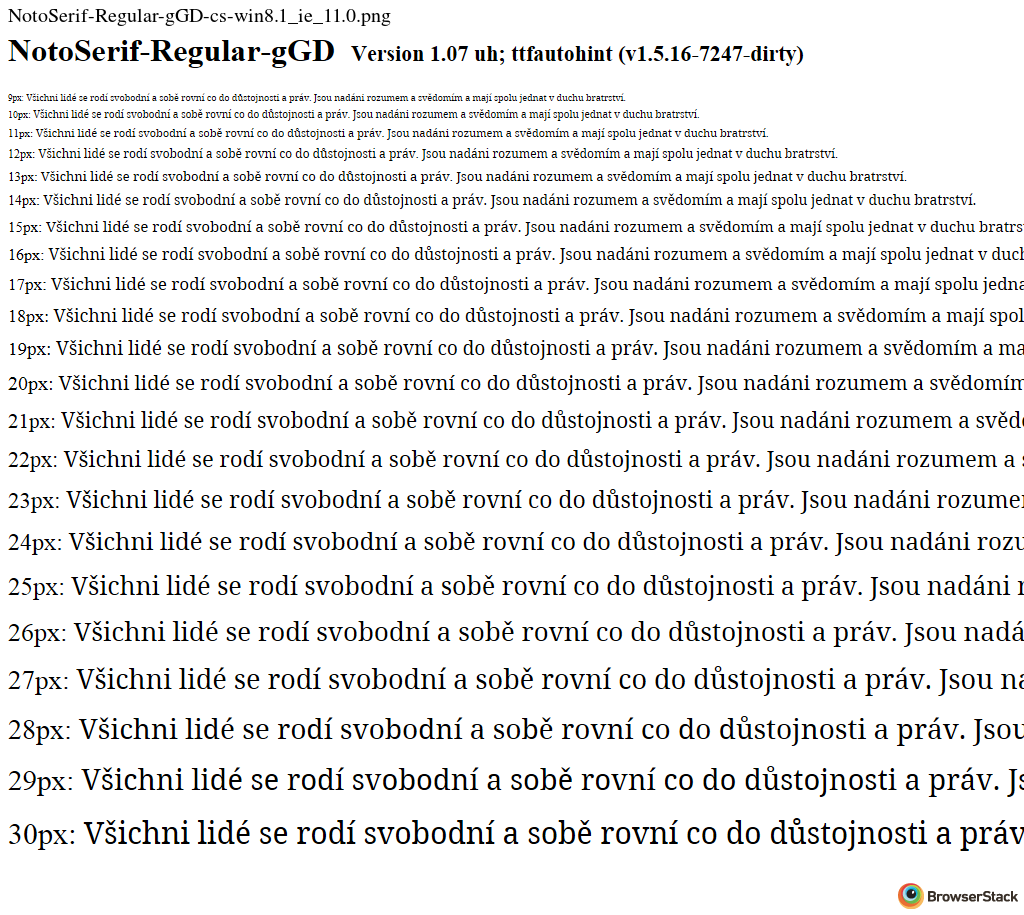 NotoSerif-Regular-gGD-cs-win8.1_ie_11.0.png
NotoSerif-Regular-gGD Version 1.07 uh; ttfautohint (v1.5.16-7247-dirty)
9px: Všichni lidé se rodí svobodní a sobě rovní co do důstojnosti a práv. Jsou nadáni rozumem a svědomím a mají spolu jednat v duchu bratrství.
10px: Všichni lidé se rodí svobodní a sobě rovní co do důstojnosti a práv. Jsou nadáni rozumem a svědomím a mají spolu jednat v duchu bratrství.
11px: Všichni lidé se rodí svobodní a sobě rovní co do důstojnosti a práv. Jsou nadáni rozumem a svědomím a mají spolu jednat v duchu bratrství.
12px: Všichni lidé se rodí svobodní a sobě rovní co do důstojnosti a práv. Jsou nadáni rozumem a svědomím a mají spolu jednat v duchu bratrství.
13px: Všichni lidé se rodí svobodní a sobě rovní co do důstojnosti a práv. Jsou nadáni rozumem a svědomím a mají spolu jednat v duchu bratrství.
14px: Všichni lidé se rodí svobodní a sobě rovní co do důstojnosti a práv. Jsou nadáni rozumem a svědomím a mají spolu jednat v duchu bratrství.
15px: Všichni lidé se rodí svobodní a sobě rovní co do důstojnosti a práv. Jsou nadáni rozumem a svědomím a mají spolu jednat v duchu bratrs
16px: Všichni lidé se rodí svobodní a sobě rovní co do důstojnosti a práv. Jsou nadáni rozumem a svědomím a mají spolu jednat v duch
17px: Všichni lidé se rodí svobodní a sobě rovní co do důstojnosti a práv. Jsou nadáni rozumem a svědomím a mají spolu jedna
18px: Všichni lidé se rodí svobodní a sobě rovní co do důstojnosti a práv. Jsou nadáni rozumem a svědomím a mají spol
19px: Všichni lidé se rodí svobodní a sobě rovní co do důstojnosti a práv. Jsou nadáni rozumem a svědomím a ma
20px: Všichni lidé se rodí svobodní a sobě rovní co do důstojnosti a práv. Jsou nadáni rozumem a svědomím
21px: Všichni lidé se rodí svobodní a sobě rovní co do důstojnosti a práv. Jsou nadáni rozumem a svědo
22px: Všichni lidé se rodí svobodní a sobě rovní co do důstojnosti a práv. Jsou nadáni rozumem a s
23px: Všichni lidé se rodí svobodní a sobě rovní co do důstojnosti a práv. Jsou nadáni rozumem
24px: Všichni lidé se rodí svobodní a sobě rovní co do důstojnosti a práv. Jsou nadáni rozu
25px: Všichni lidé se rodí svobodní a sobě rovní co do důstojnosti a práv. Jsou nadáni r
26px: Všichni lidé se rodí svobodní a sobě rovní co do důstojnosti a práv. Jsou nadá
27px: Všichni lidé se rodí svobodní a sobě rovní co do důstojnosti a práv. Jsou na
28px: Všichni lidé se rodí svobodní a sobě rovní co do důstojnosti a práv. Jsou
29px: Všichni lidé se rodí svobodní a sobě rovní co do důstojnosti a práv. Js
30px: Všichni lidé se rodí svobodní a sobě rovní co do důstojnosti a práv
BrowserStack